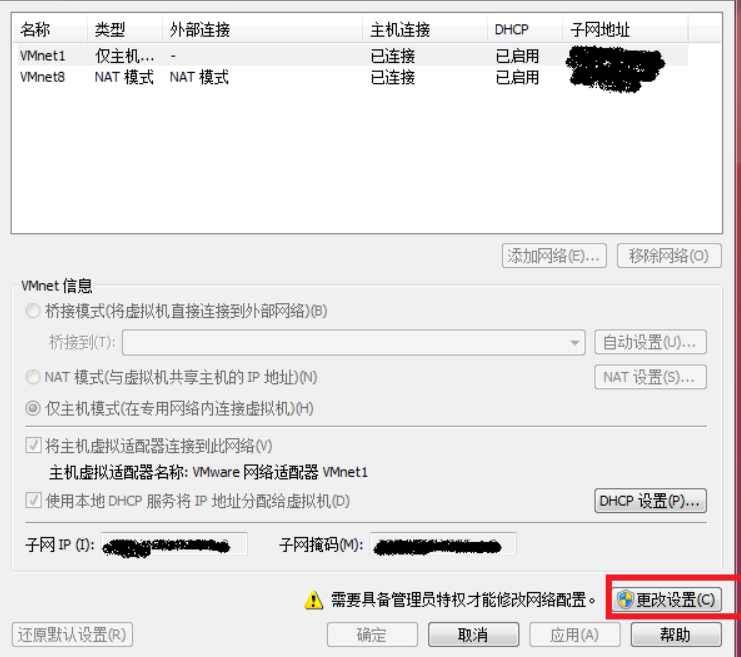 名称 类型 外部连接 主机连接 DHCP 子网地址
VMnet1 仅主机... - 已连接 已启用
VMnet8 NAT 模式 NAT 模式 已连接 已启用
添加网络(E)... 移除网络(O)
VMnet 信息
桥接模式(将虚拟机直接连接到外部网络)(B)
桥接到(T): 自动设置(U)...
NAT 模式(与虚拟机共享主机的 IP 地址)(N) NAT 设置(S)...
仅主机模式(在专用网络内连接虚拟机)(H)
将主机虚拟适配器连接到此网络(V)
主机虚拟适配器名称: VMware 网络适配器 VMnet1
使用本地 DHCP 服务将 IP 地址分配给虚拟机(D) DHCP 设置(P)...
子网 IP (I): 子网掩码(M):
需要具备管理员特权才能修改网络配置。 更改设置(C)
还原默认设置(R) 确定 取消 应用(A) 帮助